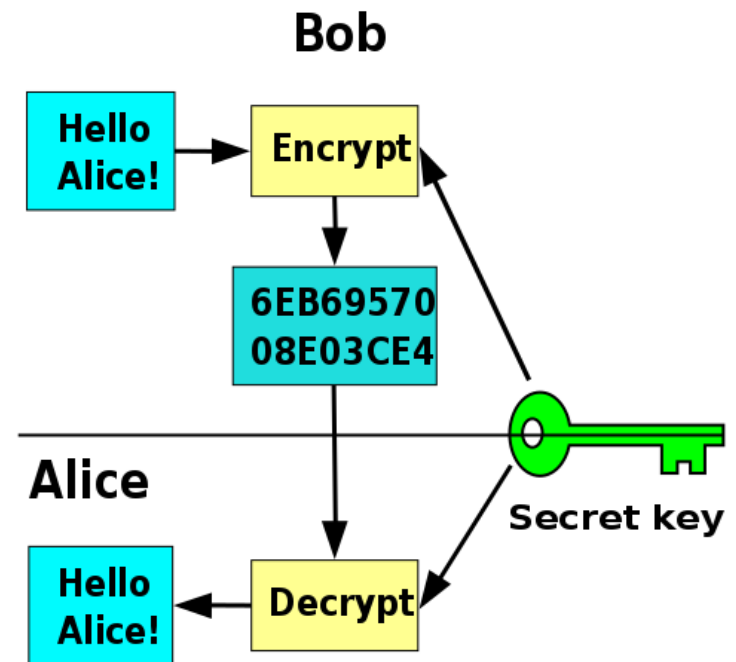 Bob
Hello
Alice!
Encrypt
6EB69570
08E03CE4
Alice
Secret key
Hello
Alice!
Decrypt